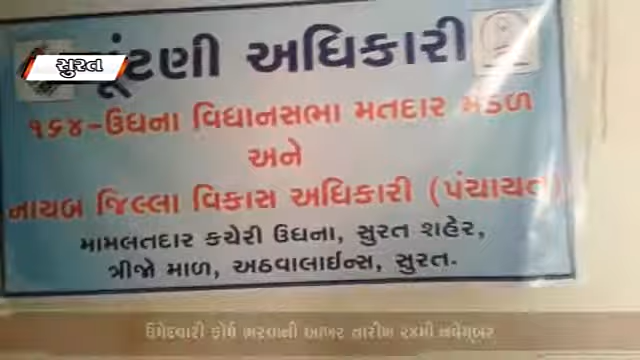 સુરત
ચૂંટણી અધિકારી
૧૬૪-ઉધના વિધાનસભા મતદાર મંડળ
અને
નાયબ જિલ્લા વિકાસ અધિકારી (પંચાયત)
મામલતદાર કચેરી ઉધના, સુરત શહેર,
ત્રીજો માળ, અઠવાલાઈન્સ, સુરત.
ઉમેદવારી ફોર્મ ભરવાની આખર તારીખ ૨૪મી નવેમ્બર